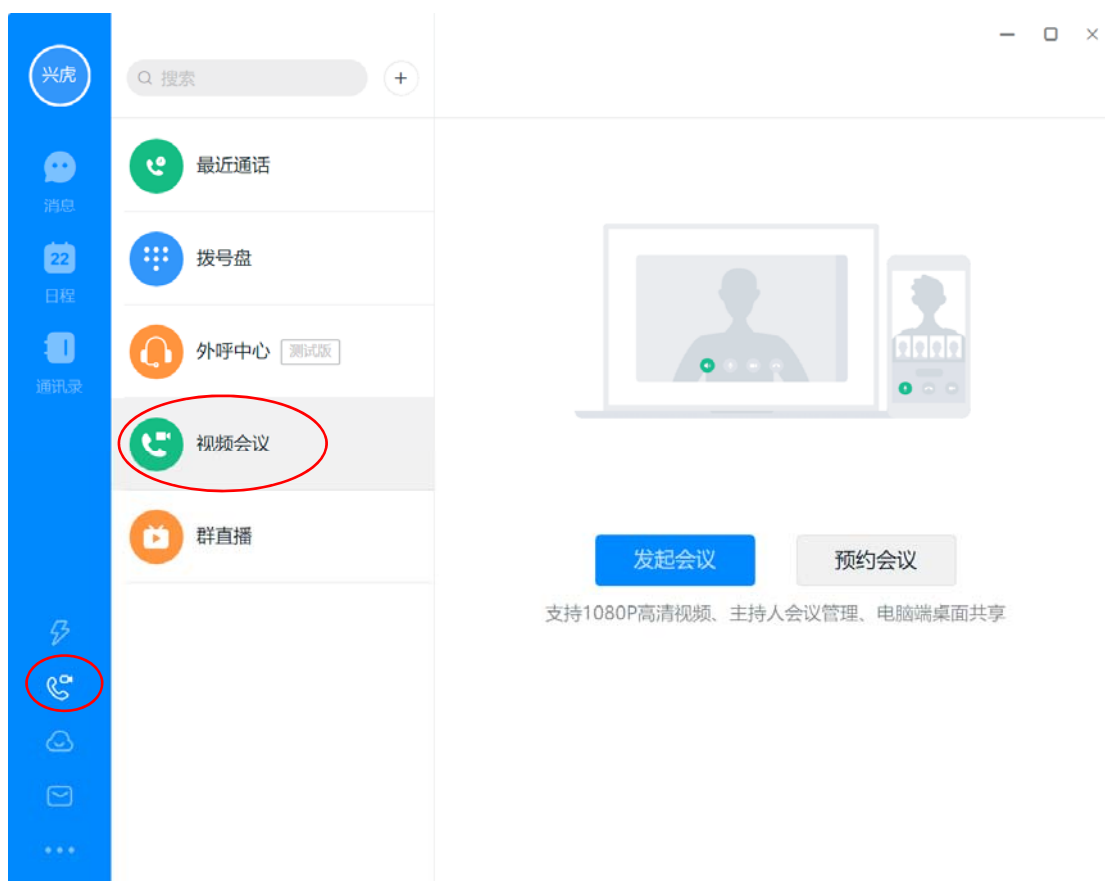 兴虎
搜索
消息
22
日程
通讯录
最近通话
拨号盘
外呼中心 测试版
视频会议
群直播
发起会议
预约会议
支持1080P高清视频、主持人会议管理、电脑端桌面共享